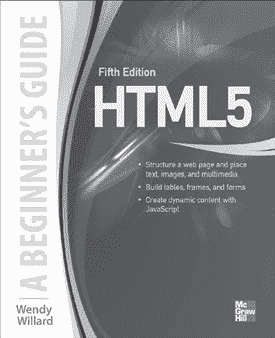 A BEGINNER'S GUIDE
Fifth Edition
HTML5
• Structure a web page and place
text, images, and multimedia
• Build tables, frames, and forms
• Create dynamic content with
JavaScript
Wendy
Willard
Mc
Graw
Hill